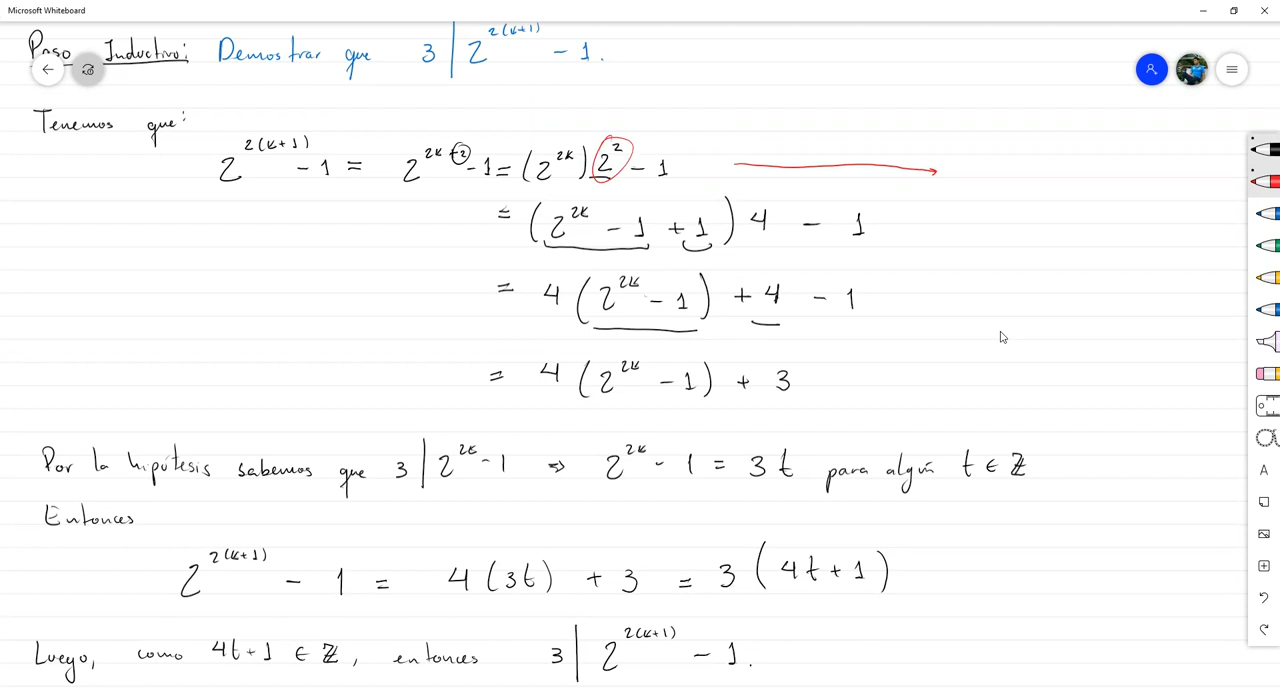 Microsoft Whiteboard
Paso Inductivo: Demostrar que 3 | 2^{2(k+1)} - 1.
Tenemos que:
2^{2(k+1)} - 1 = 2^{2k+2} - 1 = (2^{2k}) 2^2 - 1
= (2^{2k} - 1 + 1) 4 - 1
= 4 (2^{2k} - 1) + 4 - 1
= 4 (2^{2k} - 1) + 3
Por la hipótesis sabemos que 3 | 2^{2k} - 1 ⇒ 2^{2k} - 1 = 3t para algún t ∈ ℤ
Entonces
2^{2(k+1)} - 1 = 4(3t) + 3 = 3 (4t + 1)
Luego, como 4t+1 ∈ ℤ, entonces 3 | 2^{2(k+1)} - 1.
A